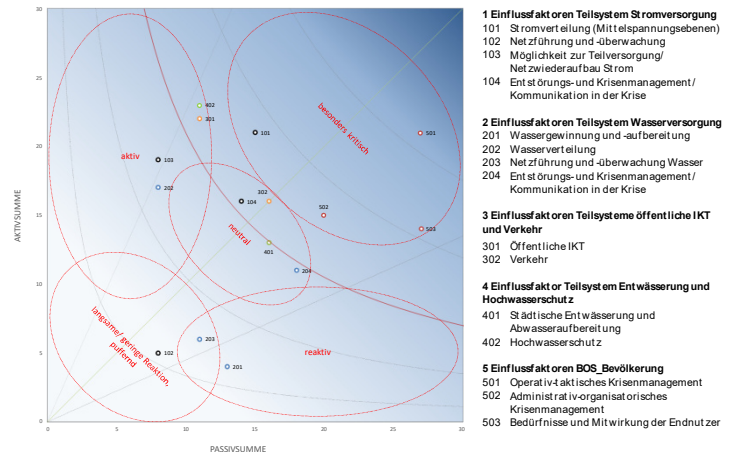 30
25
20
15
10
5
0
AKTIVSUMME
0
5
10
15
20
25
30
PASSIVSUMME
402
301
101
501
besonders kritisch
aktiv
103
202
302
104
502
503
neutral
401
204
langsame/ geringe Reaktion,
puffernd
203
102
201
reaktiv
1 Einflussfaktoren Teilsystem Stromversorgung
101 Stromverteilung (Mittelspannungsebenen)
102 Netzführung und -überwachung
103 Möglichkeit zur Teilversorgung/
Netzwiederaufbau Strom
104 Entstörungs- und Krisenmanagement/
Kommunikation in der Krise
2 Einflussfaktoren Teilsystem Wasserversorgung
201 Wassergewinnung und -aufbereitung
202 Wasserverteilung
203 Netzführung und -überwachung Wasser
204 Entstörungs- und Krisenmanagement/
Kommunikation in der Krise
3 Einflussfaktoren Teilsysteme öffentliche IKT
und Verkehr
301 Öffentliche IKT
302 Verkehr
4 Einflussfaktor Teilsystem Entwässerung und
Hochwasserschutz
401 Städtische Entwässerung und
Abwasseraufbereitung
402 Hochwasserschutz
5 Einflussfaktoren BOS_Bevölkerung
501 Operativ-taktisches Krisenmanagement
502 Administrativ-organisatorisches
Krisenmanagement
503 Bedürfnisse und Mitwirkung der Endnutzer